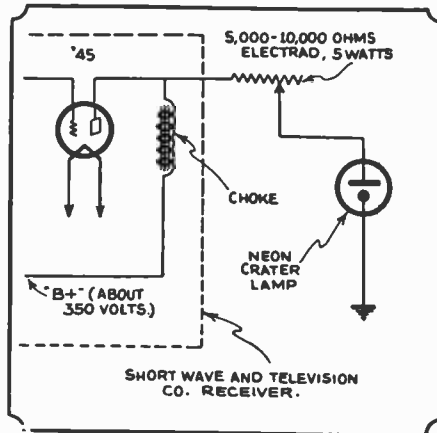 '45
5,000-10,000 OHMS
ELECTRAD, 5 WATTS
CHOKE
NEON
CRATER
LAMP
"B+" (ABOUT
350 VOLTS.)
SHORT WAVE AND TELEVISION
CO. RECEIVER.